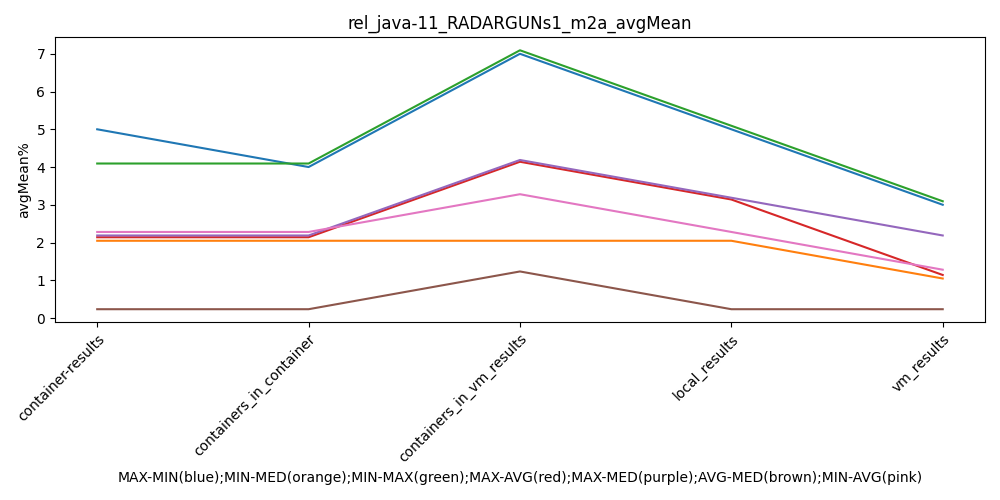 rel_java-11_RADARGUNs1_m2a_avgMean
avgMean%
7
6
5
4
3
2
1
0
container-results
containers_in_container
containers_in_vm_results
local_results
vm_results
MAX-MIN(blue);MIN-MED(orange);MIN-MAX(green);MAX-AVG(red);MAX-MED(purple);AVG-MED(brown);MIN-AVG(pink)